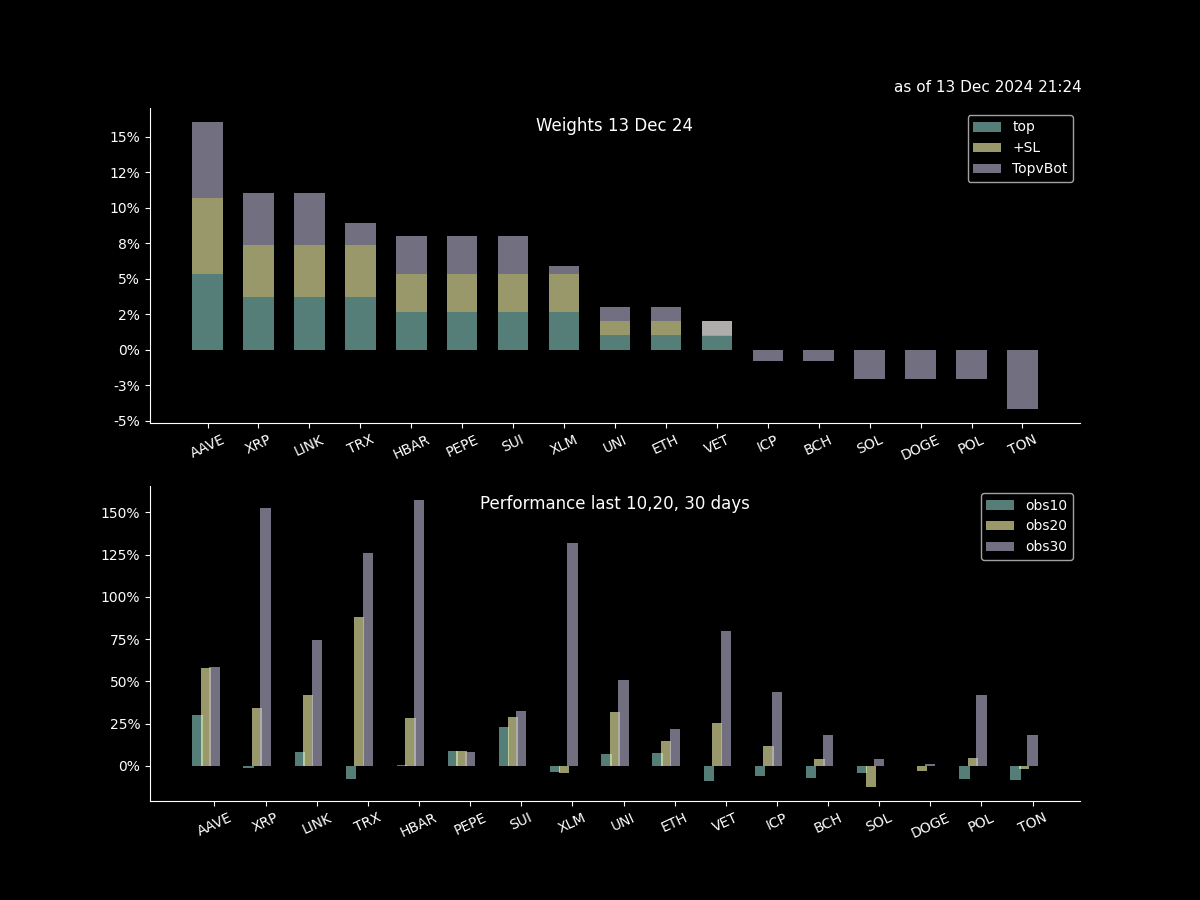 as of 13 Dec 2024 21:24
Weights 13 Dec 24
top
+SL
TopvBot
15%
12%
10%
8%
5%
2%
0%
-3%
-5%
AAVE XRP LINK TRX HBAR PEPE SUI XLM UNI ETH VET ICP BCH SOL DOGE POL TON
Performance last 10,20, 30 days
obs10
obs20
obs30
150%
125%
100%
75%
50%
25%
0%
AAVE XRP LINK TRX HBAR PEPE SUI XLM UNI ETH VET ICP BCH SOL DOGE POL TON